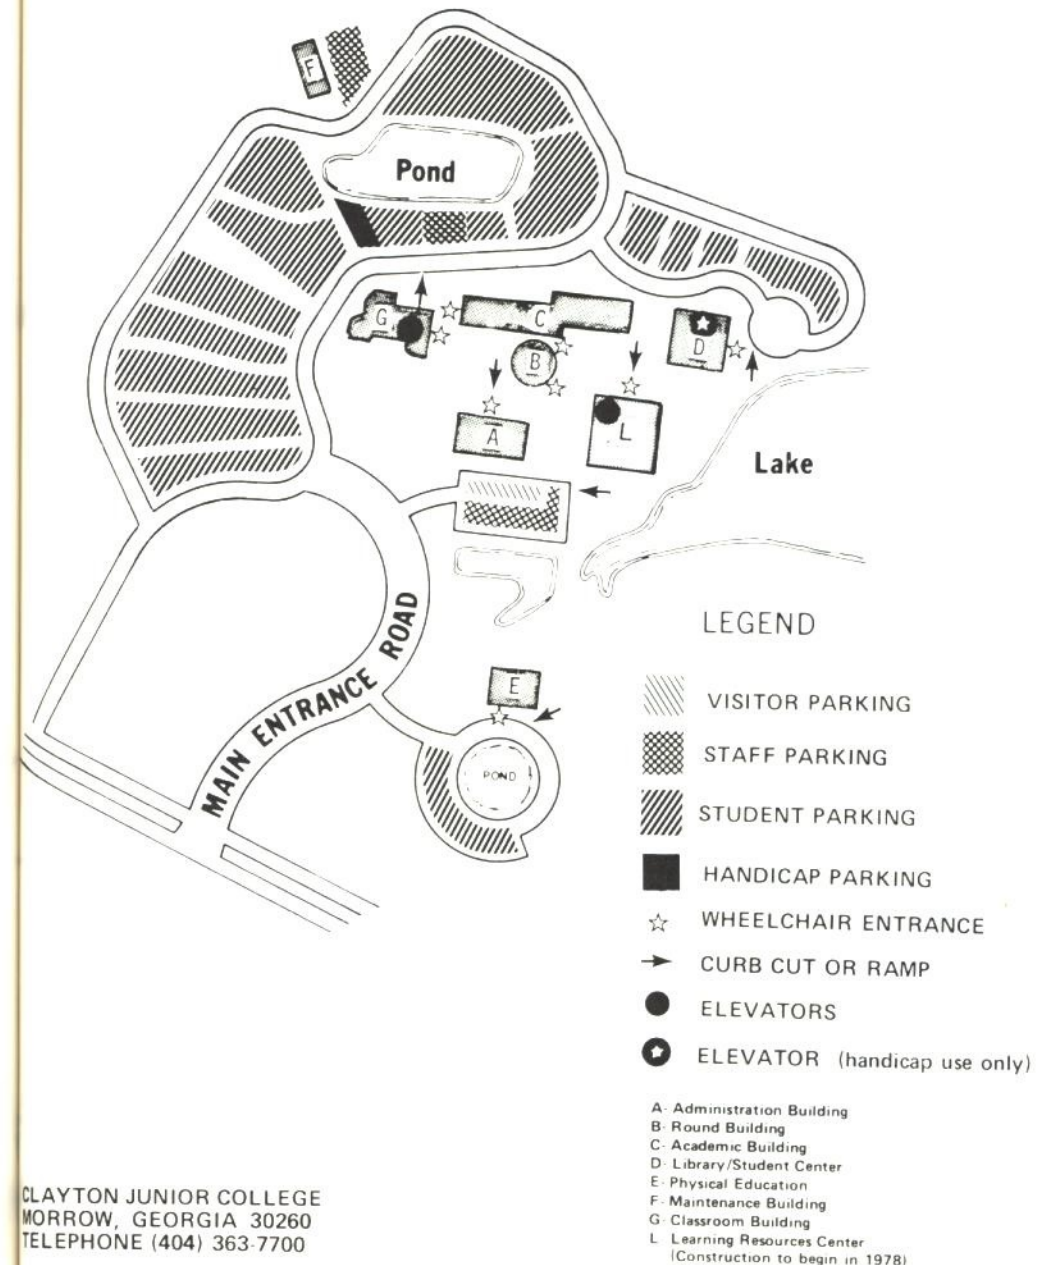 F
Pond
G
C
B
D
A
L
Lake
MAIN ENTRANCE ROAD
E
POND
LEGEND
VISITOR PARKING
STAFF PARKING
STUDENT PARKING
HANDICAP PARKING
WHEELCHAIR ENTRANCE
CURB CUT OR RAMP
ELEVATORS
ELEVATOR (handicap use only)
A- Administration Building
B- Round Building
C- Academic Building
D- Library/Student Center
E- Physical Education
F- Maintenance Building
G- Classroom Building
L Learning Resources Center
(Construction to begin in 1978)
CLAYTON JUNIOR COLLEGE
MORROW, GEORGIA 30260
TELEPHONE (404) 363-7700